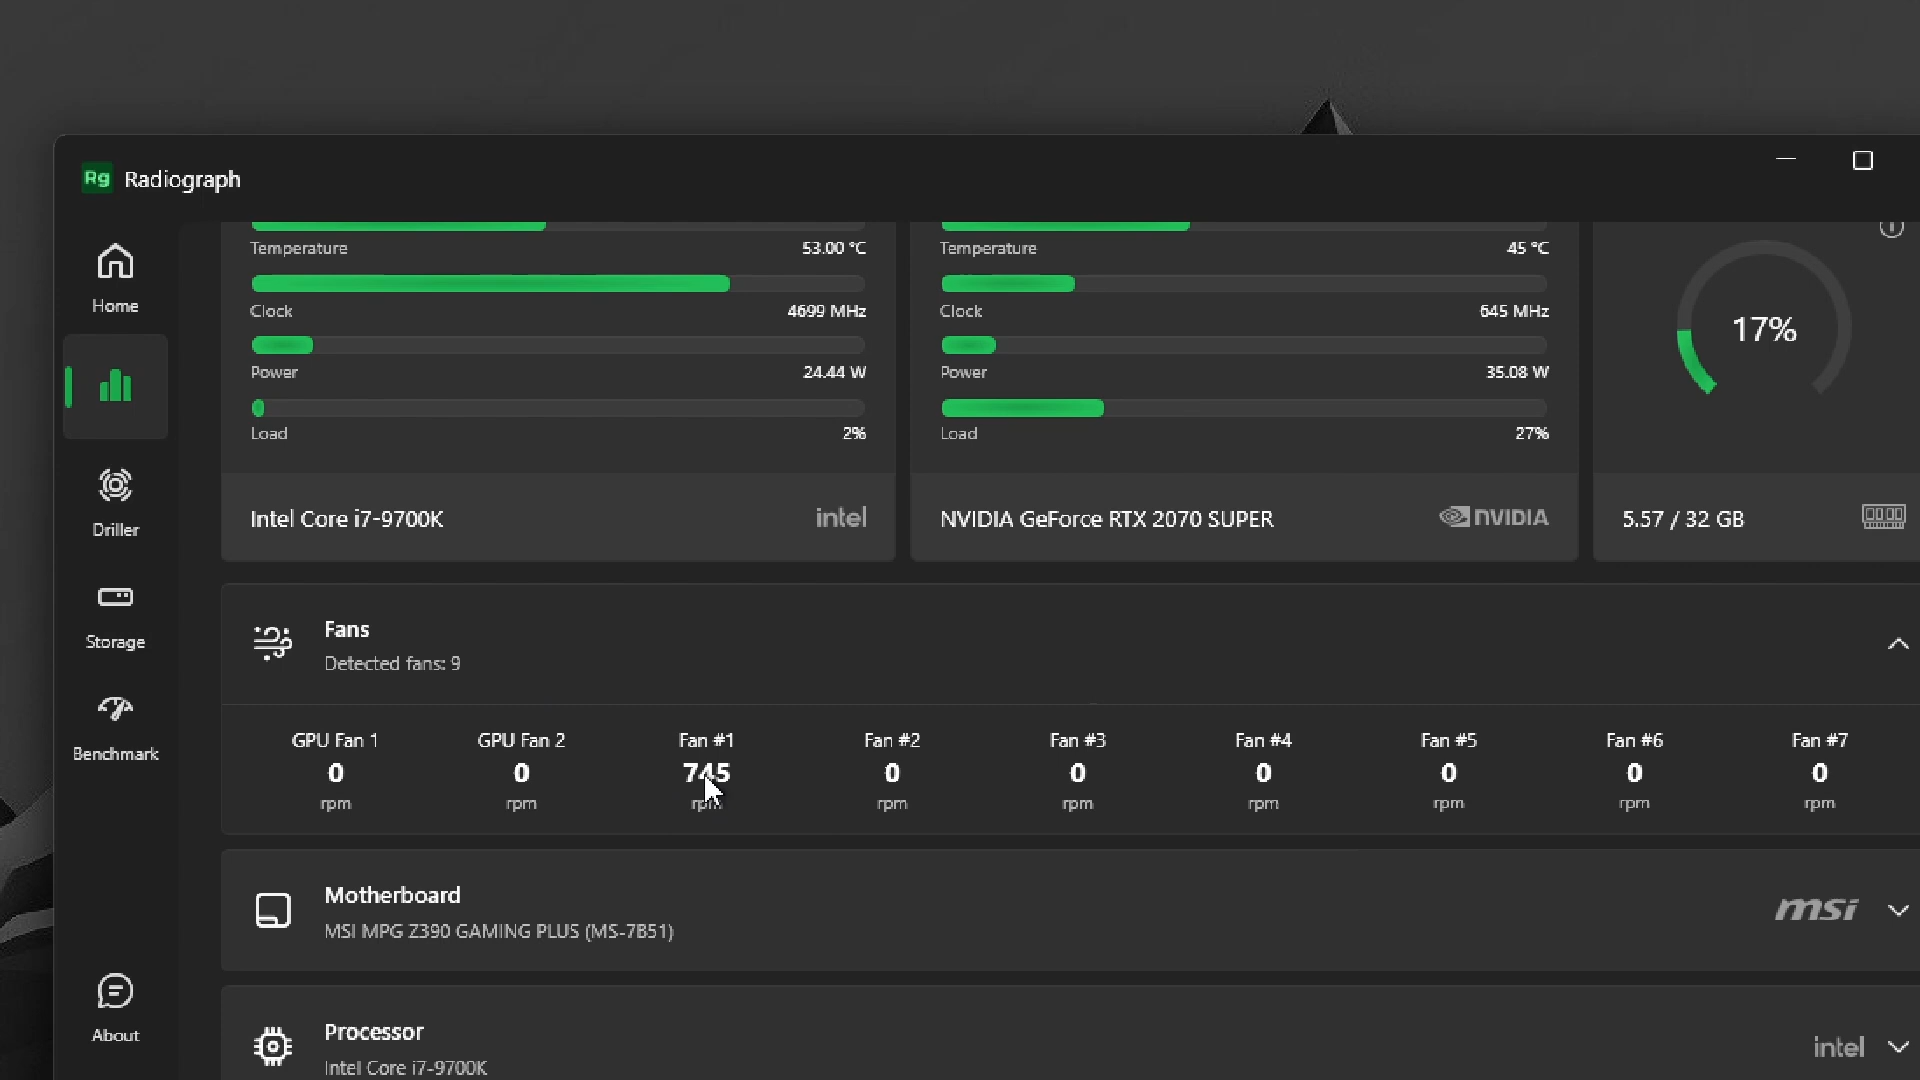 Rg Radiograph
Home
Driller
Storage
Benchmark
About
Temperature 53.00 °C
Clock 4699 MHz
Power 24.44 W
Load 2%
Intel Core i7-9700K intel
Temperature 45 °C
Clock 645 MHz
Power 35.08 W
Load 27%
NVIDIA GeForce RTX 2070 SUPER NVIDIA
17%
5.57 / 32 GB
Fans
Detected fans: 9
GPU Fan 1 GPU Fan 2 Fan #1 Fan #2 Fan #3 Fan #4 Fan #5 Fan #6 Fan #7
0 0 745 0 0 0 0 0 0
rpm rpm rpm rpm rpm rpm rpm rpm rpm
Motherboard
MSI MPG Z390 GAMING PLUS (MS-7B51) msi
Processor
Intel Core i7-9700K intel